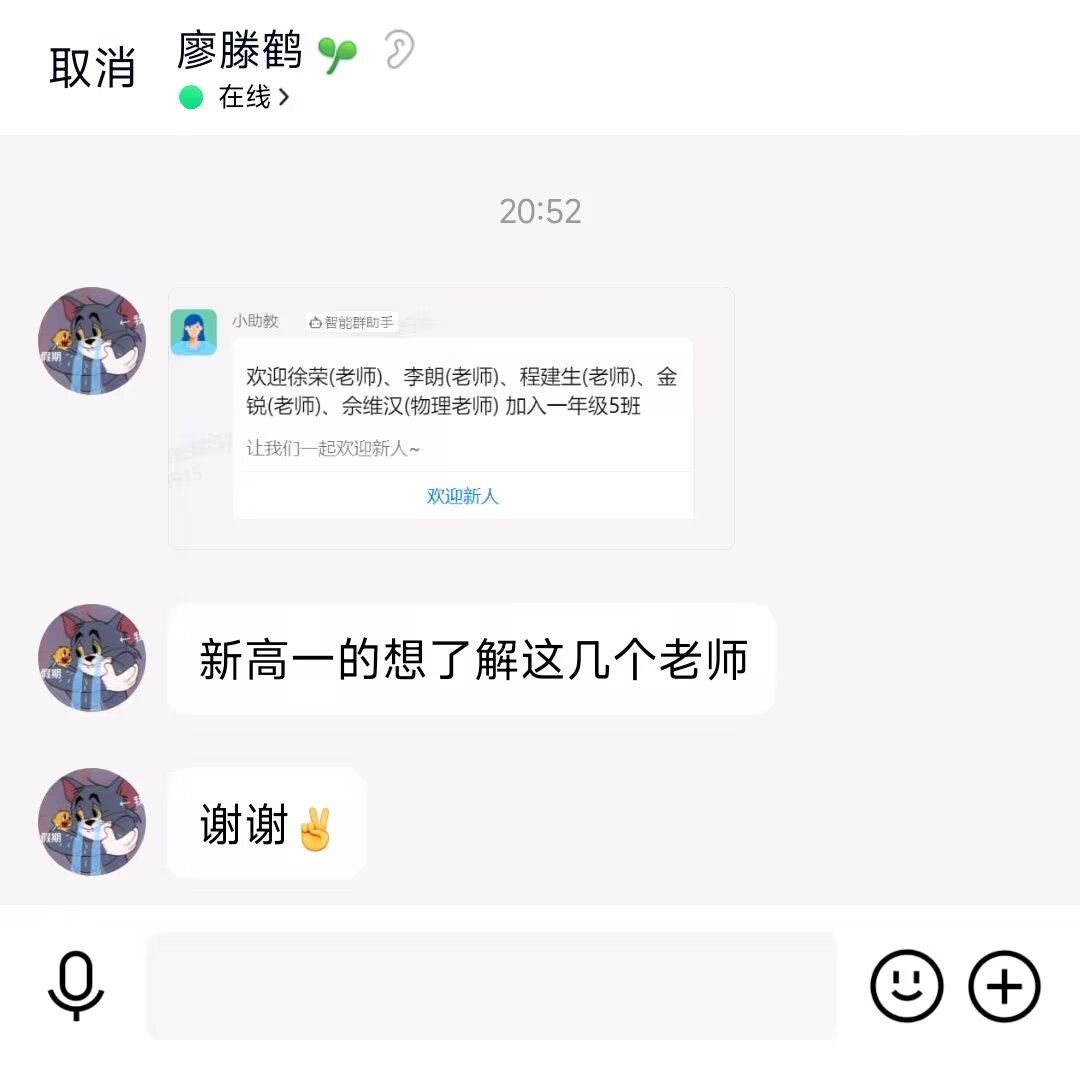 取消
廖滕鹤
在线
20:52
小助教 智能群助手
欢迎徐荣(老师)、李朗(老师)、程建生(老师)、金
锐(老师)、佘维汉(物理老师) 加入一年级5班
让我们一起欢迎新人~
欢迎新人
假期
新高一的想了解这几个老师
假期
谢谢✌
假期